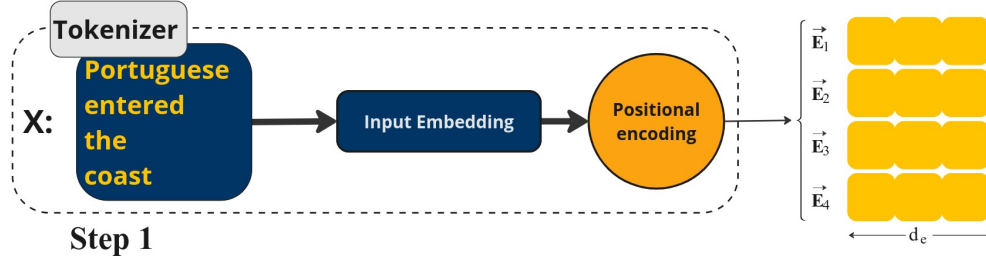 Tokenizer
X:
Portuguese
entered
the
coast
Input Embedding
Positional
encoding
E₁
E₂
E₃
E₄
dₑ
Step 1